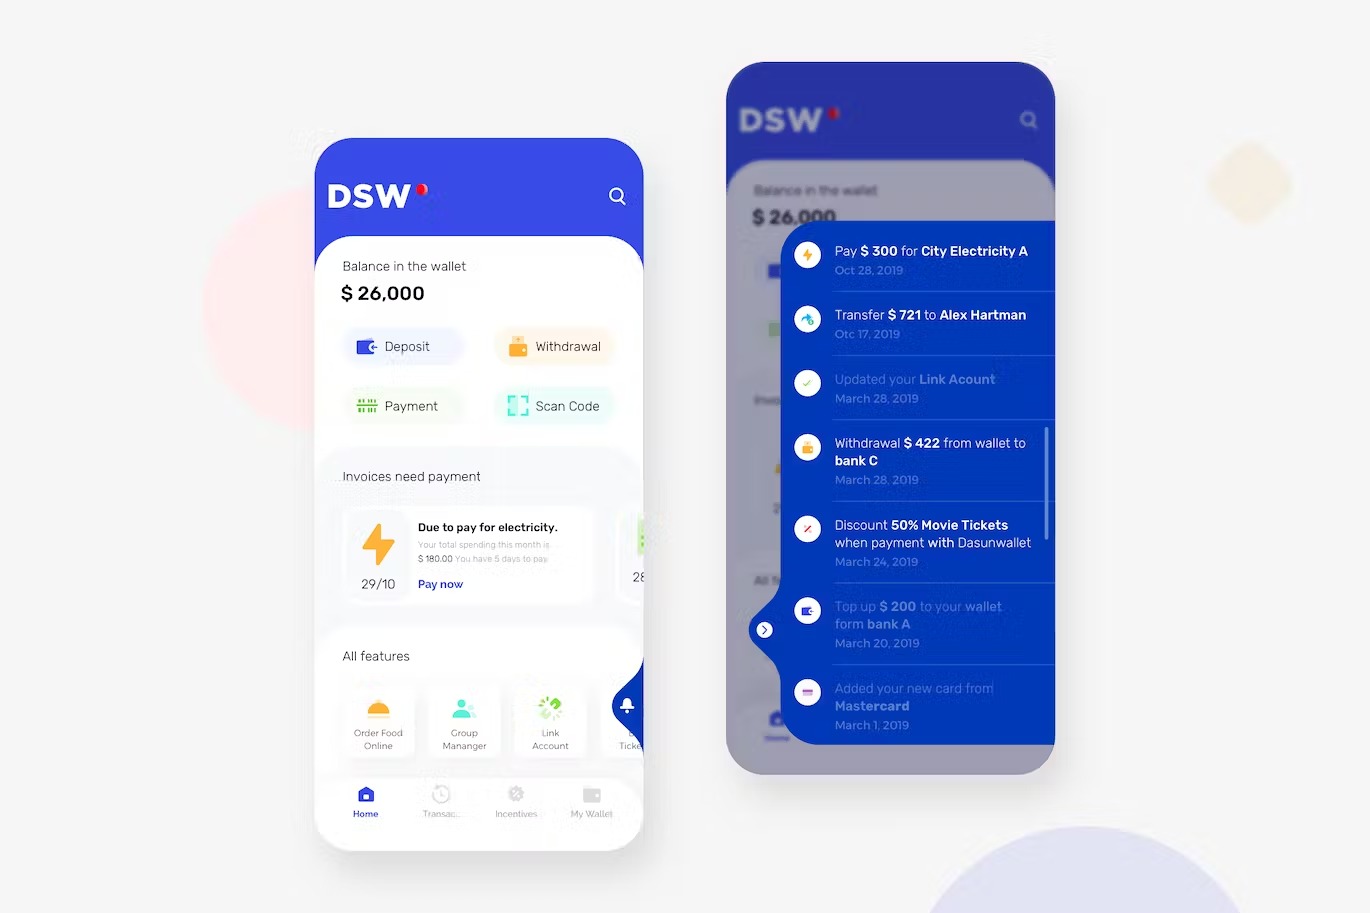 DSW
Balance in the wallet
$ 26,000
Deposit
Withdrawal
Payment
Scan Code
Invoices need payment
Due to pay for electricity.
Your total spending this month is
$ 180.00 You have 5 days to pay
29/10
Pay now
28
All features
Order Food
Online
Group
Mananger
Link
Account
Ticke
Home
Transac...
Incentives
My Wallet
DSW
Balance in the wallet
$ 26,000
Pay $ 300 for City Electricity A
Oct 28, 2019
Transfer $ 721 to Alex Hartman
Otc 17, 2019
Updated your Link Acount
March 28, 2019
Withdrawal $ 422 from wallet to
bank C
March 28, 2019
Discount 50% Movie Tickets
when payment with Dasunwallet
March 24, 2019
Top up $ 200 to your wallet
form bank A
March 20, 2019
Added your new card from
Mastercard
March 1, 2019
Home